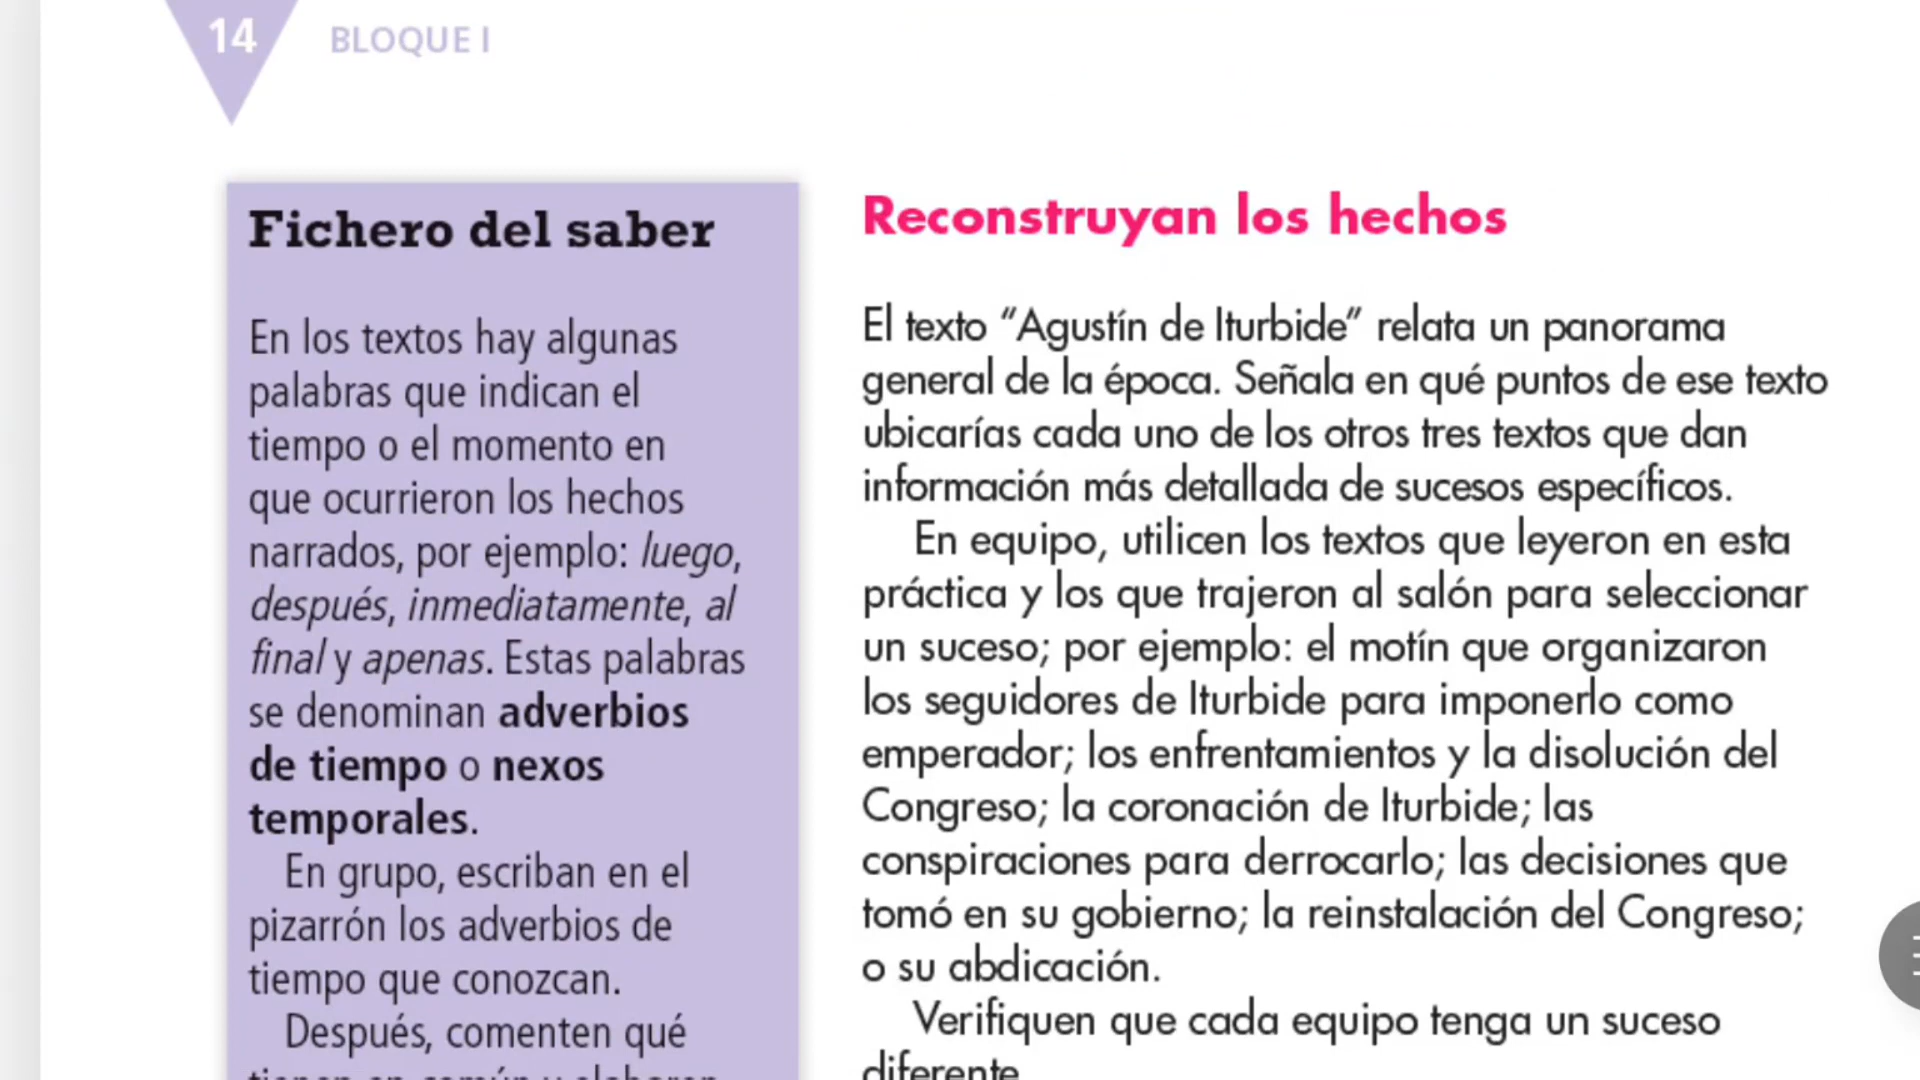 14
BLOQUE I
Fichero del saber
En los textos hay algunas
palabras que indican el
tiempo o el momento en
que ocurrieron los hechos
narrados, por ejemplo: luego,
después, inmediatamente, al
final y apenas. Estas palabras
se denominan adverbios
de tiempo o nexos
temporales.
En grupo, escriban en el
pizarrón los adverbios de
tiempo que conozcan.
Después, comenten qué
tienen en común y elaboren
Reconstruyan los hechos
El texto “Agustín de Iturbide” relata un panorama
general de la época. Señala en qué puntos de ese texto
ubicarías cada uno de los otros tres textos que dan
información más detallada de sucesos específicos.
En equipo, utilicen los textos que leyeron en esta
práctica y los que trajeron al salón para seleccionar
un suceso; por ejemplo: el motín que organizaron
los seguidores de Iturbide para imponerlo como
emperador; los enfrentamientos y la disolución del
Congreso; la coronación de Iturbide; las
conspiraciones para derrocarlo; las decisiones que
tomó en su gobierno; la reinstalación del Congreso;
o su abdicación.
Verifiquen que cada equipo tenga un suceso
diferente